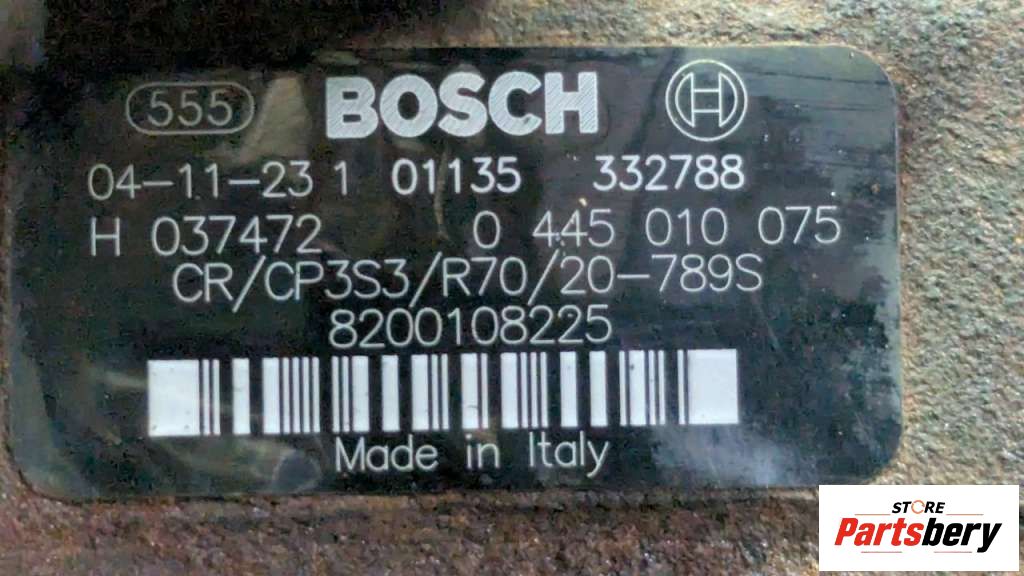 555 BOSCH
04-11-23 1 01135 332788
H 037472 0 445 010 075
CR/CP3S3/R70/20-789S
8200108225
Made in Italy
STORE
Partsbery